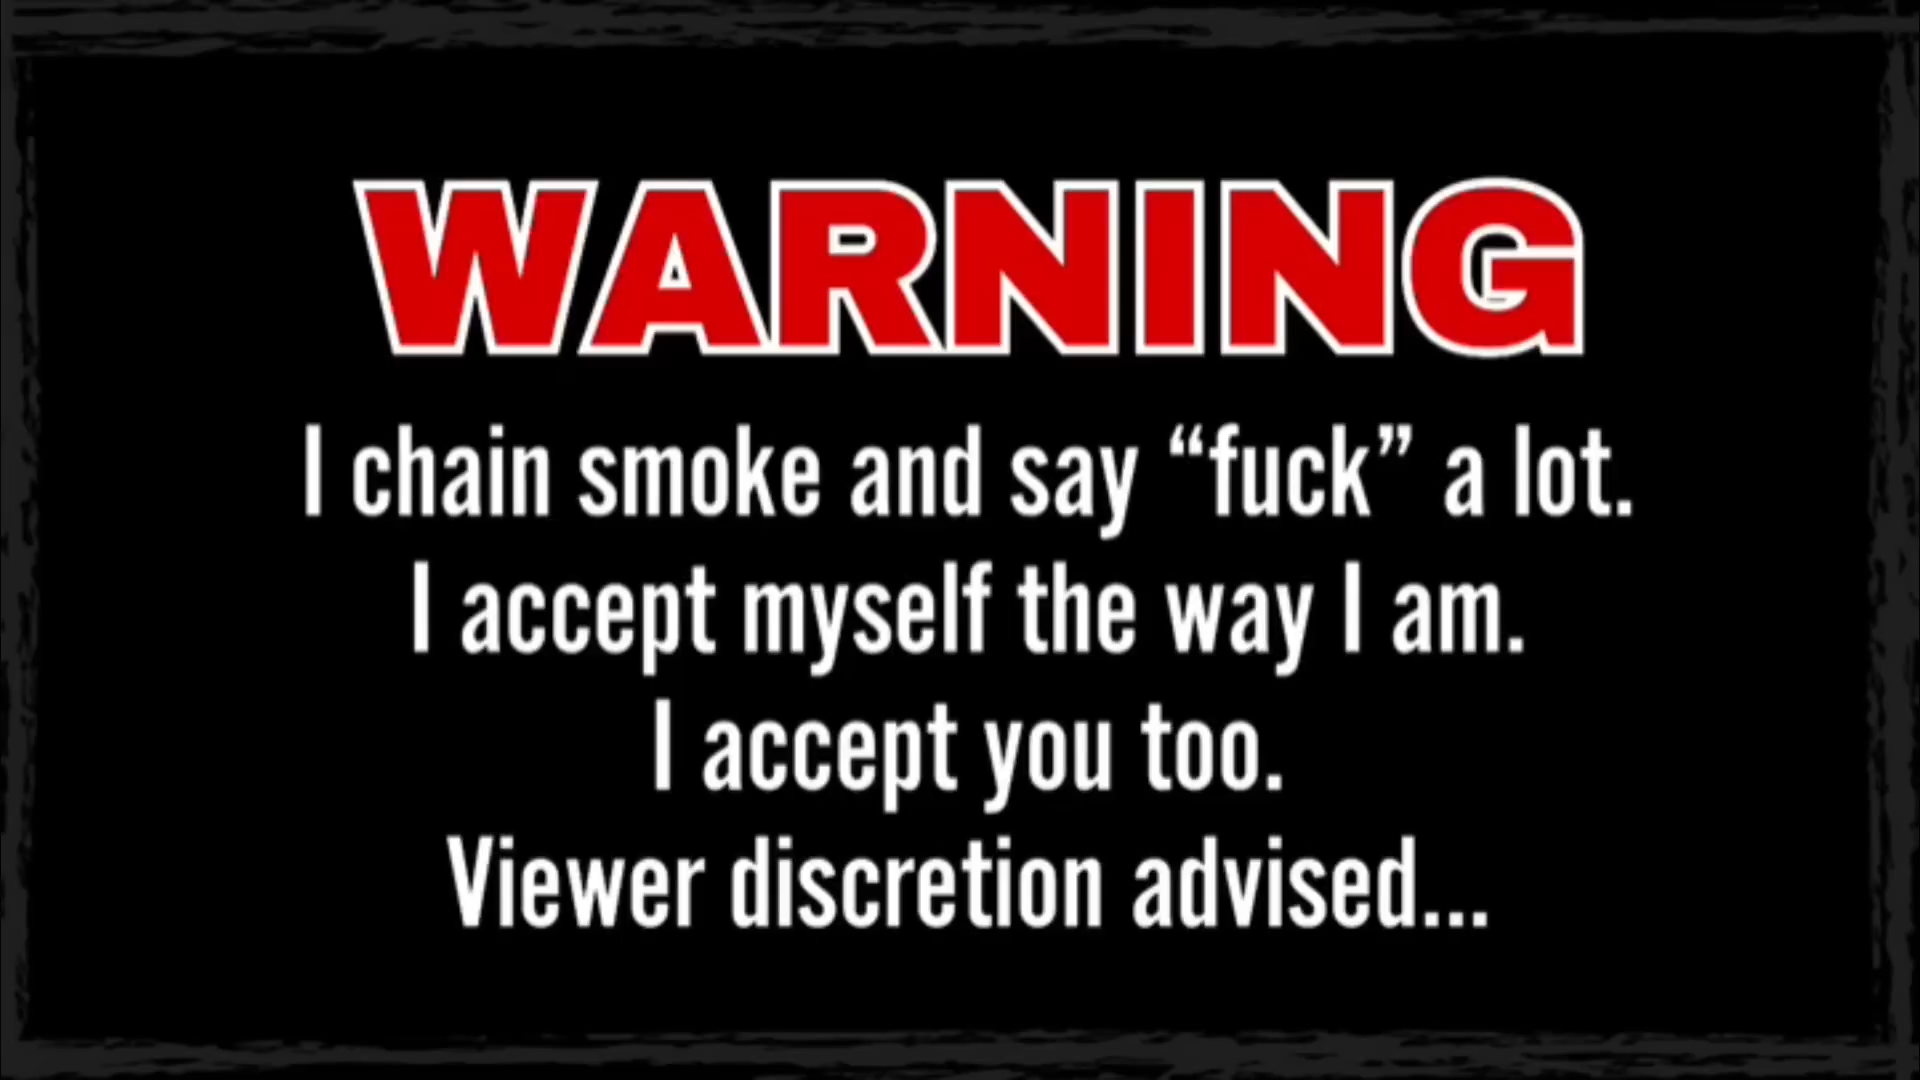 WARNING
I chain smoke and say “fuck” a lot.
I accept myself the way I am.
I accept you too.
Viewer discretion advised...